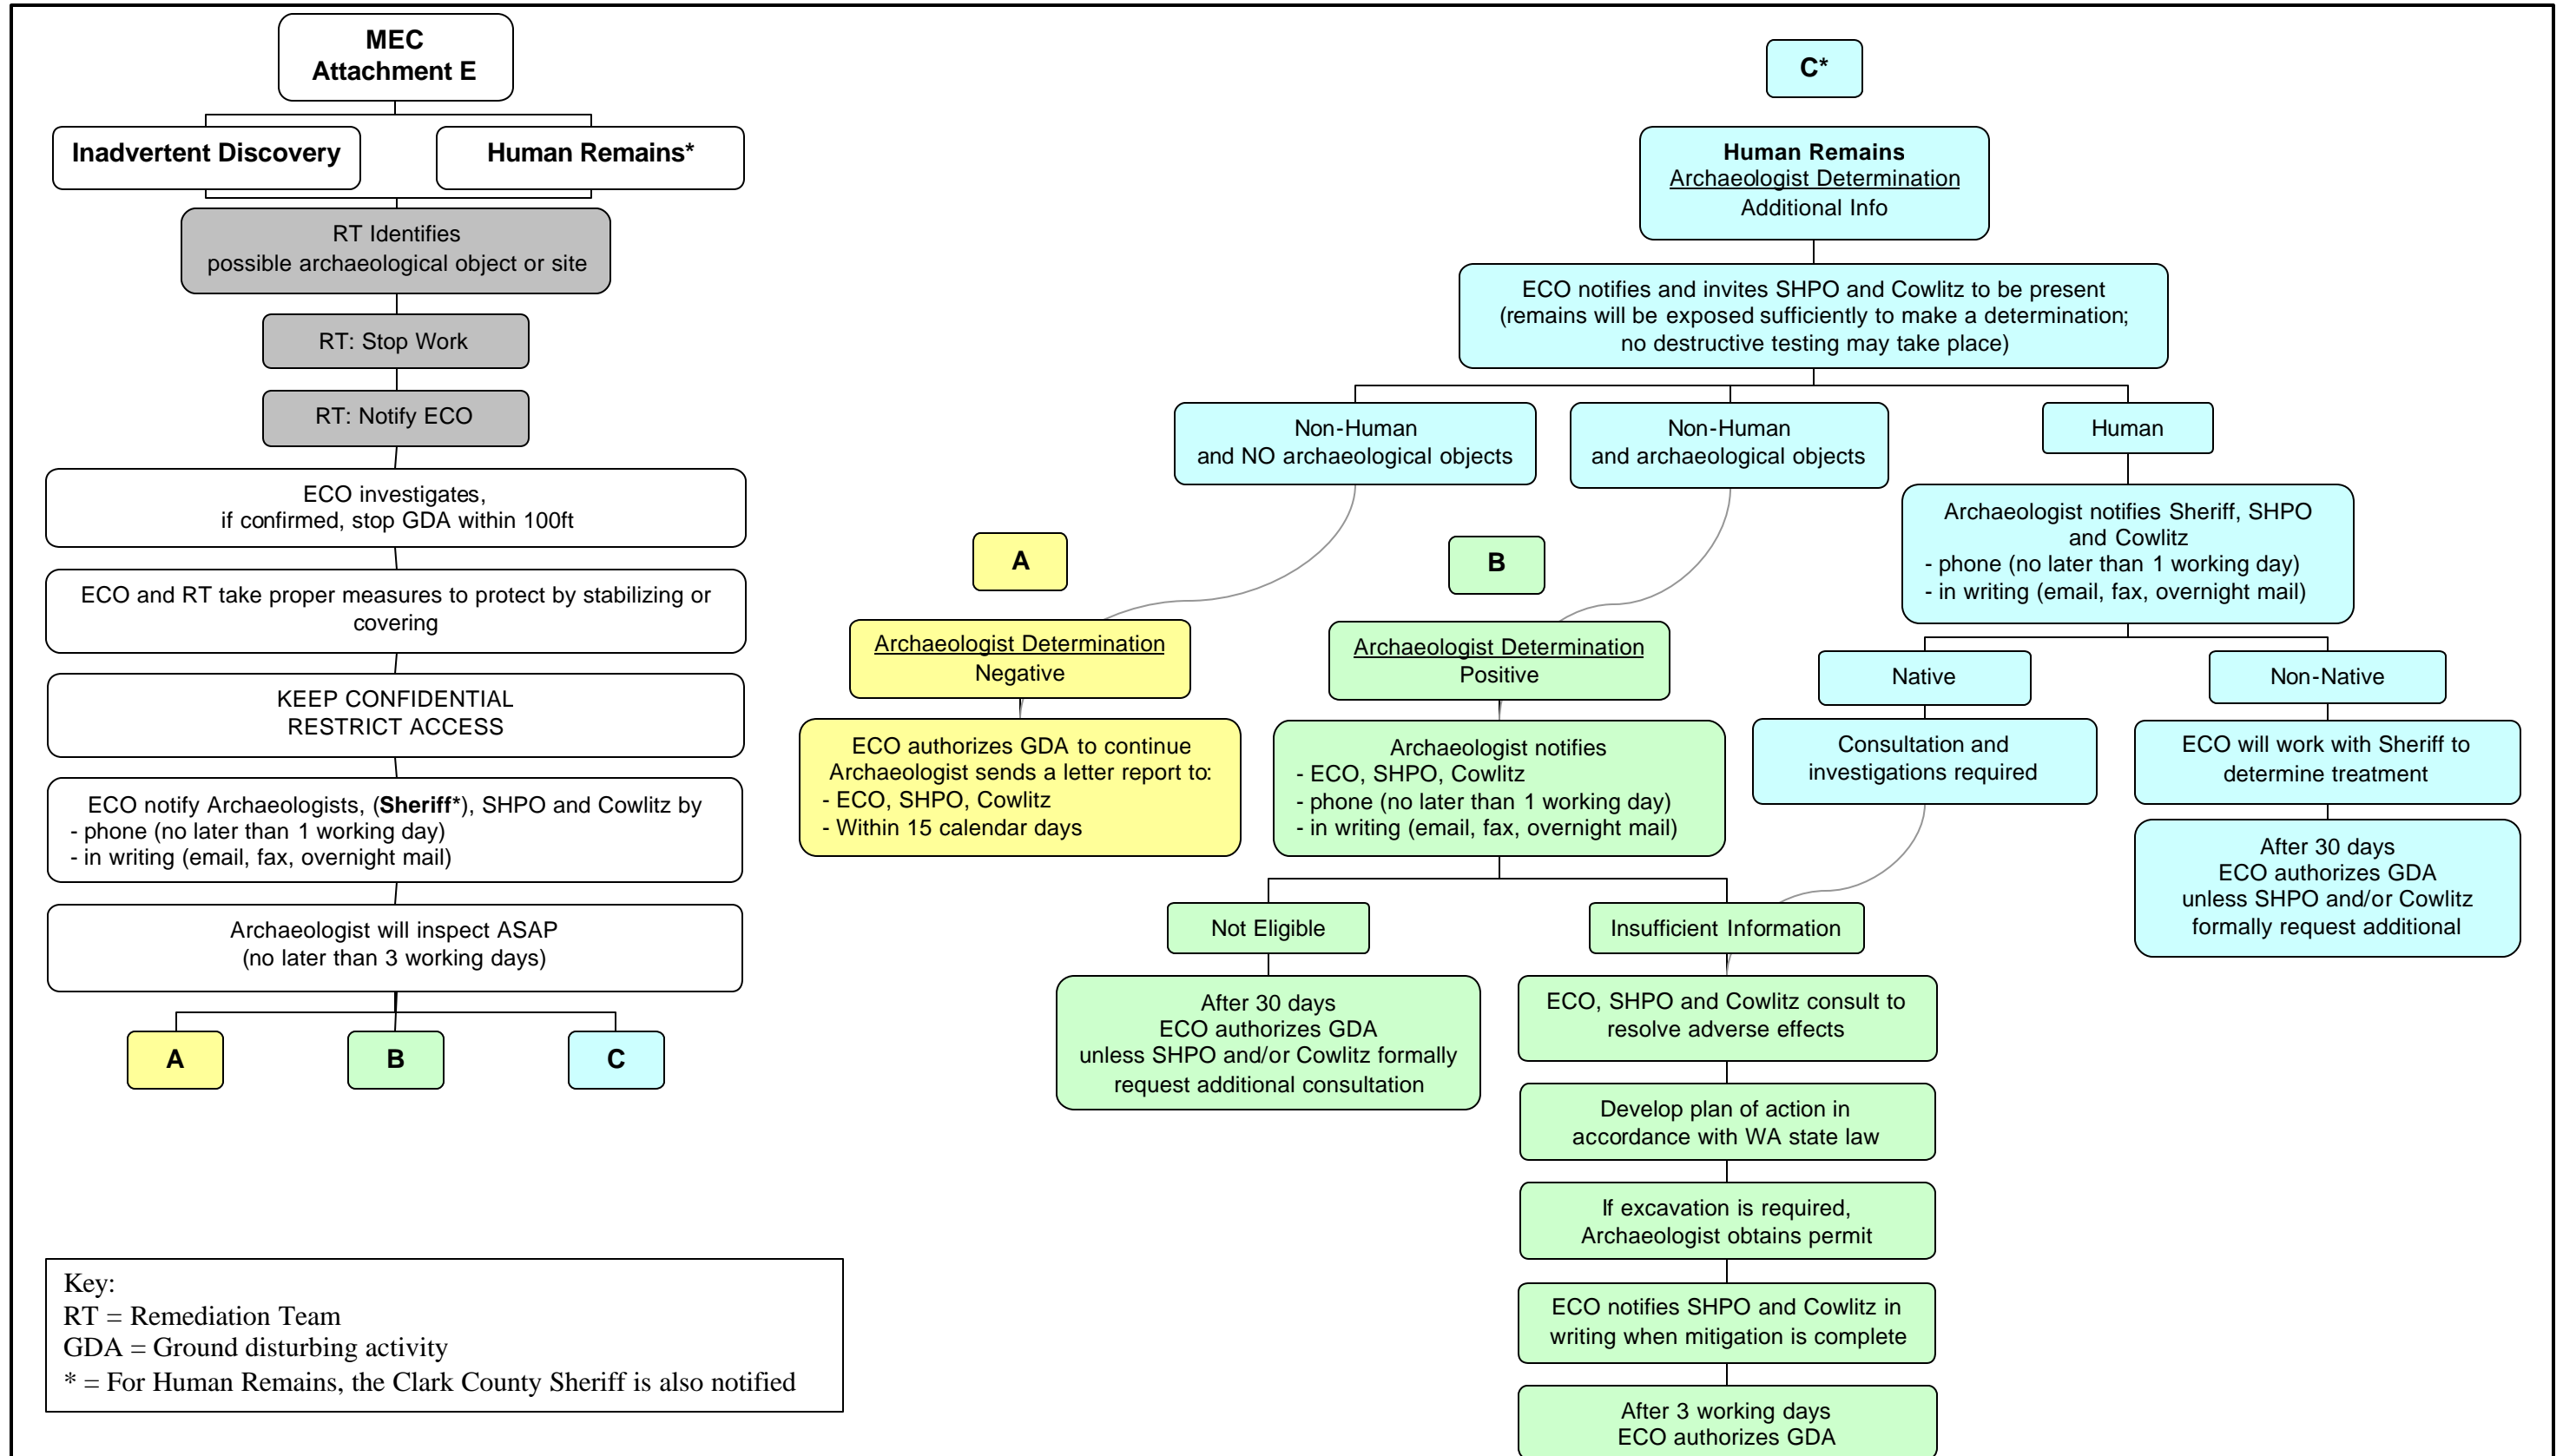 MEC
Attachment E
Inadvertent Discovery
Human Remains*
RT Identifies
possible archaeological object or site
RT: Stop Work
RT: Notify ECO
ECO investigates,
if confirmed, stop GDA within 100ft
ECO and RT take proper measures to protect by stabilizing or
covering
KEEP CONFIDENTIAL
RESTRICT ACCESS
ECO notify Archaeologists, (Sheriff*), SHPO and Cowlitz by
- phone (no later than 1 working day)
- in writing (email, fax, overnight mail)
Archaeologist will inspect ASAP
(no later than 3 working days)
A
B
C
Key:
RT = Remediation Team
GDA = Ground disturbing activity
* = For Human Remains, the Clark County Sheriff is also notified
C*
Human Remains
Archaeologist Determination
Additional Info
ECO notifies and invites SHPO and Cowlitz to be present
(remains will be exposed sufficiently to make a determination;
no destructive testing may take place)
Non-Human
and NO archaeological objects
Non-Human
and archaeological objects
Human
A
Archaeologist Determination
Negative
ECO authorizes GDA to continue
Archaeologist sends a letter report to:
- ECO, SHPO, Cowlitz
- Within 15 calendar days
B
Archaeologist Determination
Positive
Archaeologist notifies
- ECO, SHPO, Cowlitz
- phone (no later than 1 working day)
- in writing (email, fax, overnight mail)
Not Eligible
After 30 days
ECO authorizes GDA
unless SHPO and/or Cowlitz formally
request additional consultation
Insufficient Information
ECO, SHPO and Cowlitz consult to
resolve adverse effects
Develop plan of action in
accordance with WA state law
If excavation is required,
Archaeologist obtains permit
ECO notifies SHPO and Cowlitz in
writing when mitigation is complete
After 3 working days
ECO authorizes GDA
Archaeologist notifies Sheriff, SHPO
and Cowlitz
- phone (no later than 1 working day)
- in writing (email, fax, overnight mail)
Native
Consultation and
investigations required
Non-Native
ECO will work with Sheriff to
determine treatment
After 30 days
ECO authorizes GDA
unless SHPO and/or Cowlitz
formally request additional